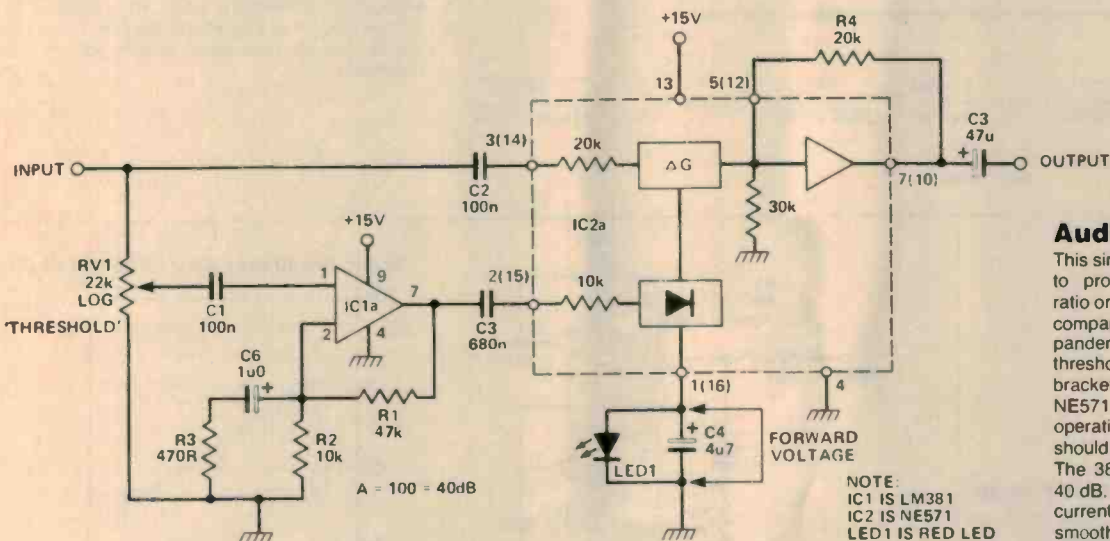 +15V
R4
20k
13
5(12)
C3
47u
3(14)
20k
ΔG
INPUT
OUTPUT
C2
100n
7(10)
+15V
30k
IC2a
RV1
22k
LOG
1
9
IC1a
7
2(15)
10k
'THRESHOLD'
C1
100n
2
4
C3
680n
C6
1u0
+
1(16)
4
R1
47k
R3
470R
R2
10k
+
C4
4u7
FORWARD
VOLTAGE
LED1
A = 100 = 40dB
NOTE:
IC1 IS LM381
IC2 IS NE571
LED1 IS RED LED
Aud
This sin
to pro
ratio or
compa
pander
thresho
bracke
NE571
operati
should
The 38
40 dB.
current
smooth